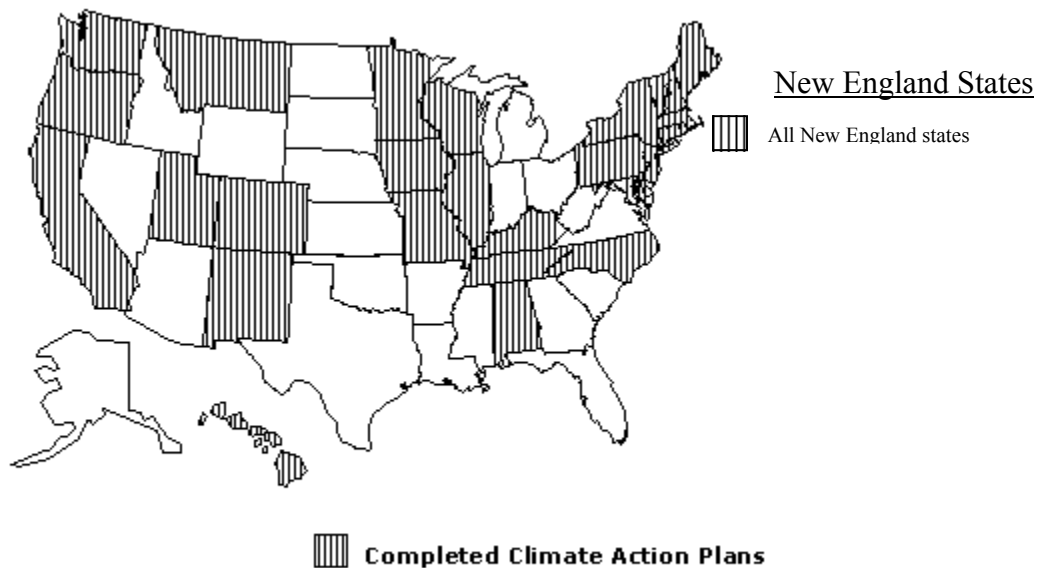 New England States
All New England states
Completed Climate Action Plans